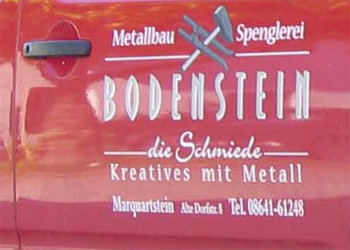 Metallbau Spenglerei
BODENSTEIN
die Schmiede
Kreatives mit Metall
Marquartstein Alte Dorfstr. 8 Tel. 08641-61248